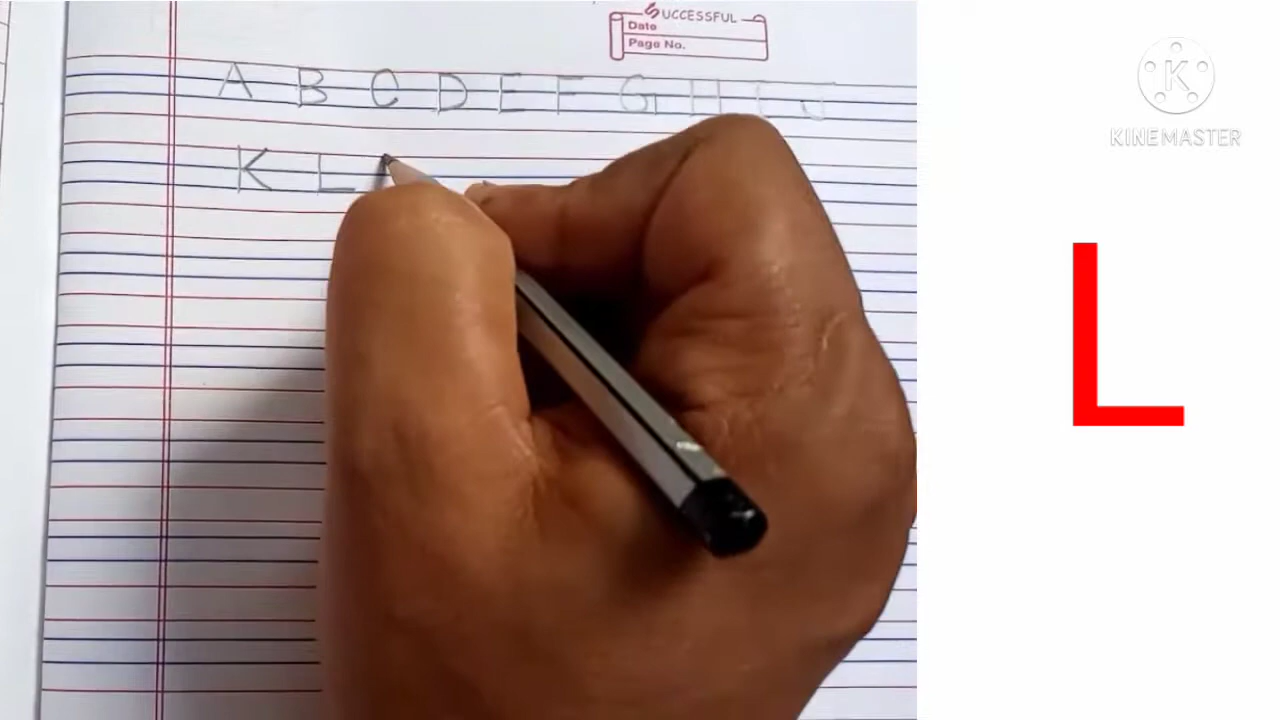 SUCCESSFUL
Date
Page No.
A B C D E F G H I J
K L
K
KINEMASTER
L